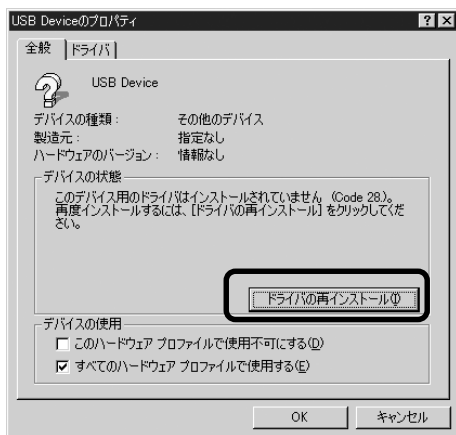 USB Deviceのプロパティ
全般 ドライバ
USB Device
デバイスの種類： その他のデバイス
製造元： 指定なし
ハードウェアのバージョン： 情報なし
デバイスの状態
このデバイス用のドライバはインストールされていません (Code 28.)。
再度インストールするには、[ドライバの再インストール] をクリックしてくだ
さい。
ドライバの再インストール(I)
デバイスの使用
このハードウェア プロファイルで使用不可にする(D)
すべてのハードウェア プロファイルで使用する(E)
OK キャンセル